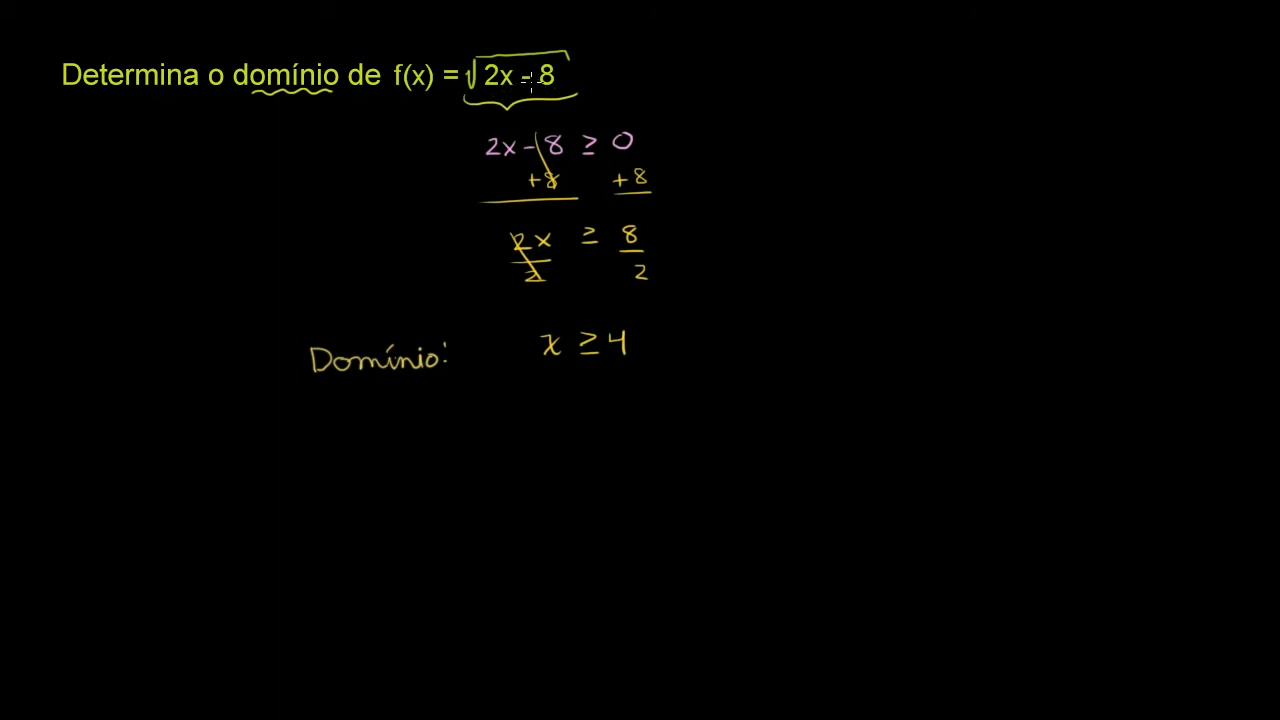 Determina o domínio de f(x) = √2x - 8
2x - 8 ≥ 0
+8 +8
2x ≥ 8
2 2
Domínio: x ≥ 4